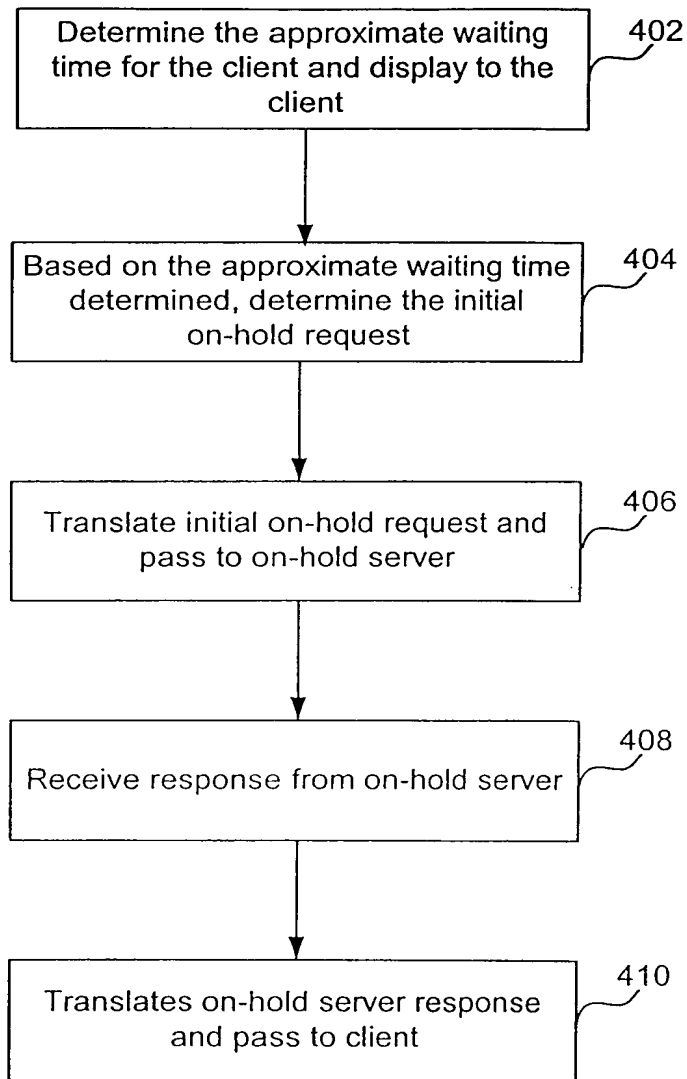 Determine the approximate waiting
time for the client and display to the
client
402
Based on the approximate waiting time
determined, determine the initial
on-hold request
404
Translate initial on-hold request and
pass to on-hold server
406
Receive response from on-hold server
408
Translates on-hold server response
and pass to client
410